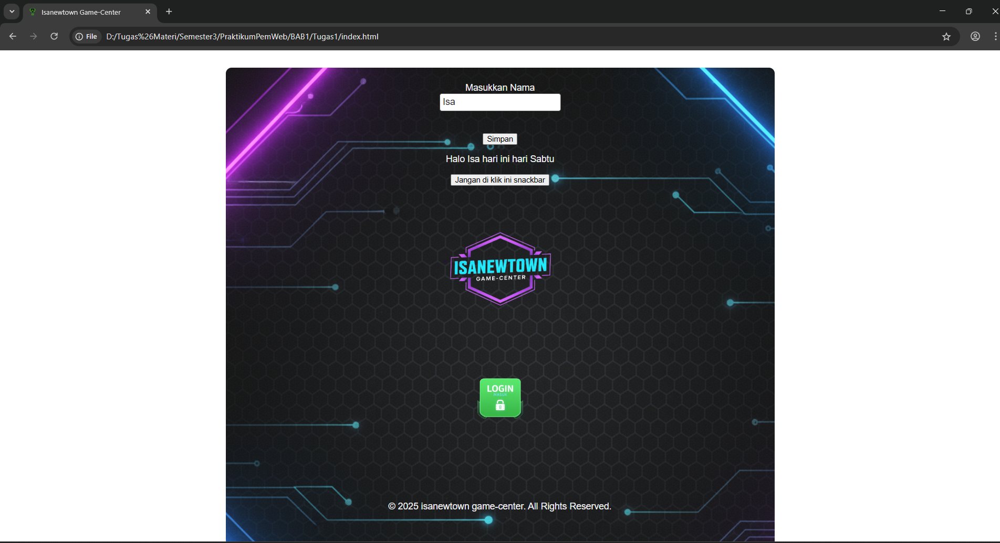 Isanewtown Game-Center
File
D:/Tugas%26Materi/Semester3/PraktikumPemWeb/BAB1/Tugas1/index.html
Masukkan Nama
Isa
Simpan
Halo Isa hari ini hari Sabtu
Jangan di klik ini snackbar
ISANEWTOWN
GAME-CENTER
LOGIN
MASUK
© 2025 isanewtown game-center. All Rights Reserved.